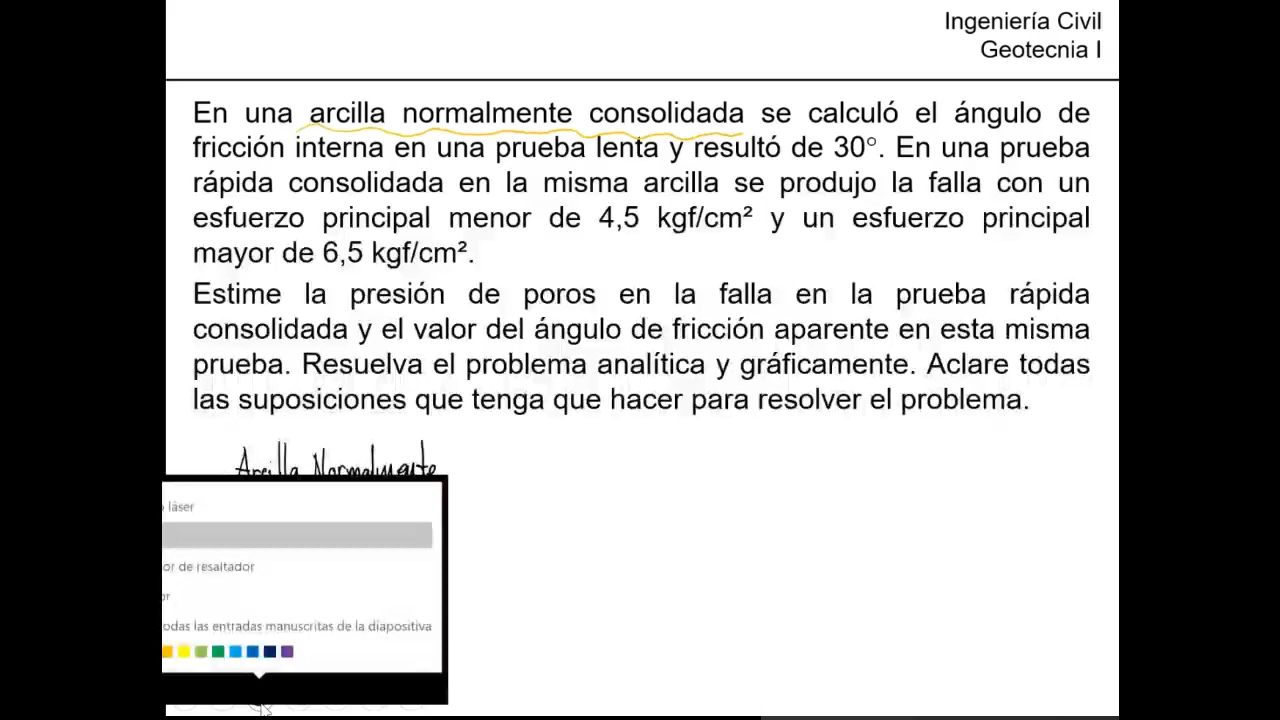 Ingeniería Civil
Geotecnia I
En una arcilla normalmente consolidada se calculó el ángulo de
fricción interna en una prueba lenta y resultó de 30°. En una prueba
rápida consolidada en la misma arcilla se produjo la falla con un
esfuerzo principal menor de 4,5 kgf/cm² y un esfuerzo principal
mayor de 6,5 kgf/cm².
Estime la presión de poros en la falla en la prueba rápida
consolidada y el valor del ángulo de fricción aparente en esta misma
prueba. Resuelva el problema analítica y gráficamente. Aclare todas
las suposiciones que tenga que hacer para resolver el problema.
Arcilla Normalmente
láser
or de resaltador
or
todas las entradas manuscritas de la diapositiva